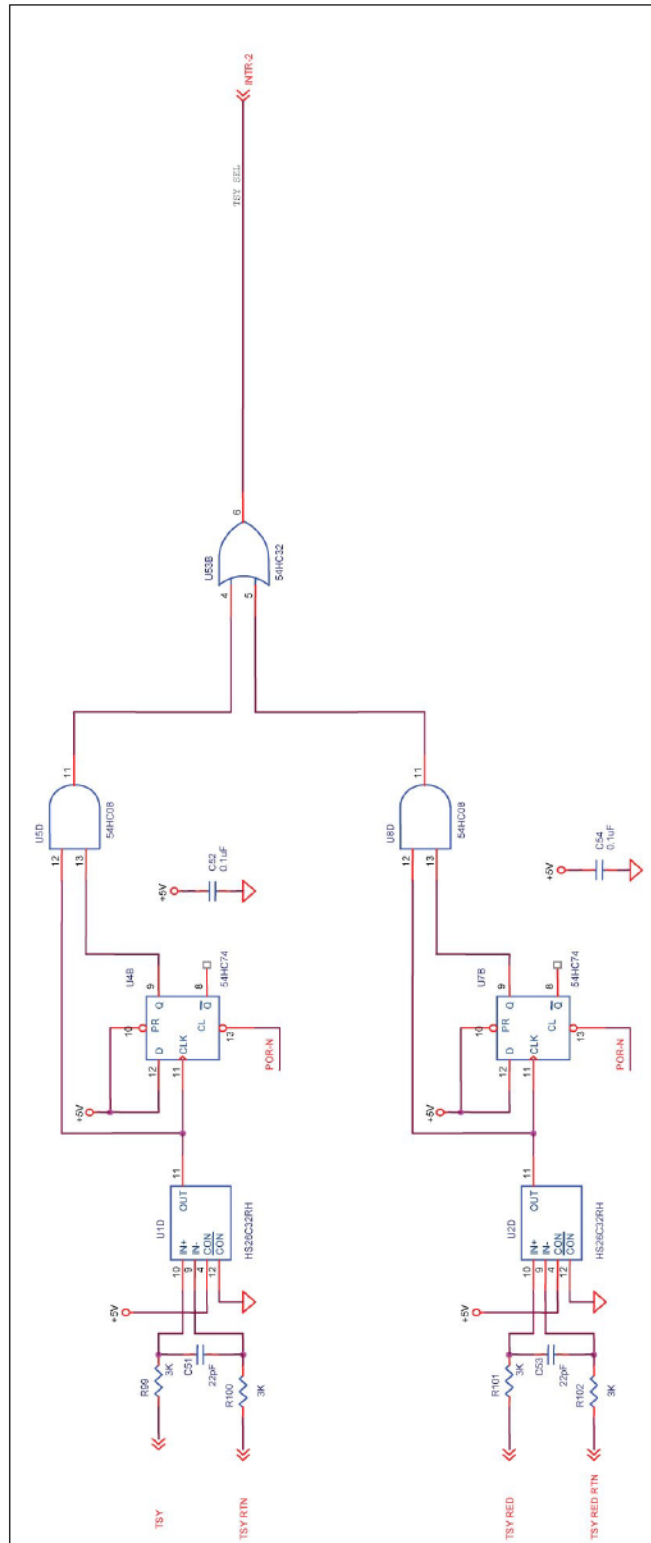 TSY
TSY RTN
R99
3K
R100
3K
C51
22pF
+5V
U1D
10
IN+
9
IN-
4
CON
12
CON
OUT
11
HS26C32RH
+5V
U4B
10
PR
12
D
11
CLK
Q
9
Q
8
CL
12
54HC74
POR-N
+5V
C52
0.1uF
U5D
12
13
11
54HC08
U53B
4
5
6
54HC32
TSY SEL
INTR-2
TSY RED
TSY RED RTN
R101
3K
R102
3K
C53
22pF
+5V
U2D
10
IN+
9
IN-
4
CON
12
CON
OUT
11
HS26C32RH
+5V
U7B
10
PR
12
D
11
CLK
Q
9
Q
8
CL
13
54HC74
POR-N
+5V
C54
0.1uF
U8D
12
13
11
54HC08